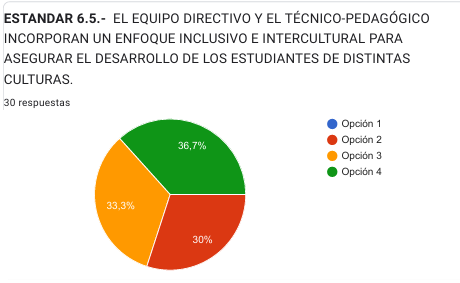 ESTANDAR 6.5.- EL EQUIPO DIRECTIVO Y EL TÉCNICO-PEDAGÓGICO
INCORPORAN UN ENFOQUE INCLUSIVO E INTERCULTURAL PARA
ASEGURAR EL DESARROLLO DE LOS ESTUDIANTES DE DISTINTAS
CULTURAS.
30 respuestas
Opción 1
Opción 2
Opción 3
Opción 4
36,7%
33,3%
30%